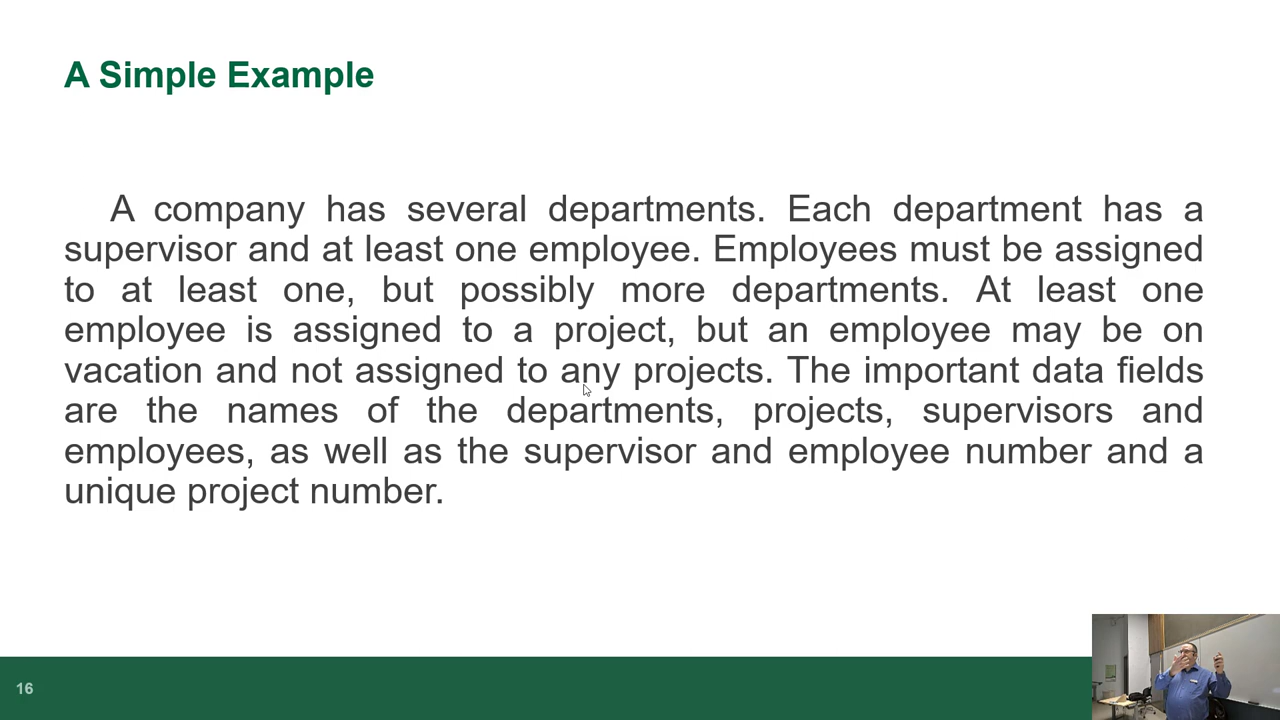 A Simple Example
A company has several departments. Each department has a
supervisor and at least one employee. Employees must be assigned
to at least one, but possibly more departments. At least one
employee is assigned to a project, but an employee may be on
vacation and not assigned to any projects. The important data fields
are the names of the departments, projects, supervisors and
employees, as well as the supervisor and employee number and a
unique project number.
16